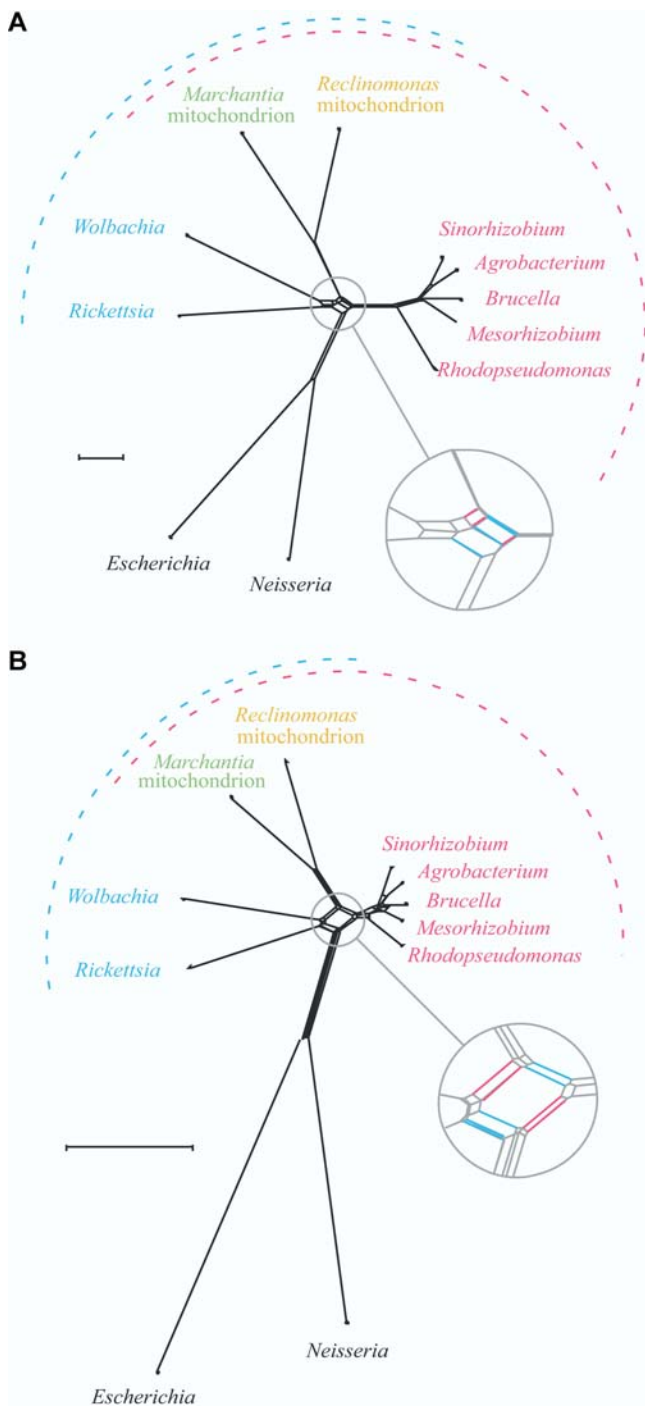 A
Reclinomonas
mitochondrion
Marchantia
mitochondrion
Wolbachia
Sinorhizobium
Agrobacterium
Brucella
Rickettsia
Mesorhizobium
Rhodopseudomonas
Escherichia
Neisseria
B
Reclinomonas
mitochondrion
Marchantia
mitochondrion
Sinorhizobium
Agrobacterium
Wolbachia
Brucella
Mesorhizobium
Rhodopseudomonas
Rickettsia
Neisseria
Escherichia